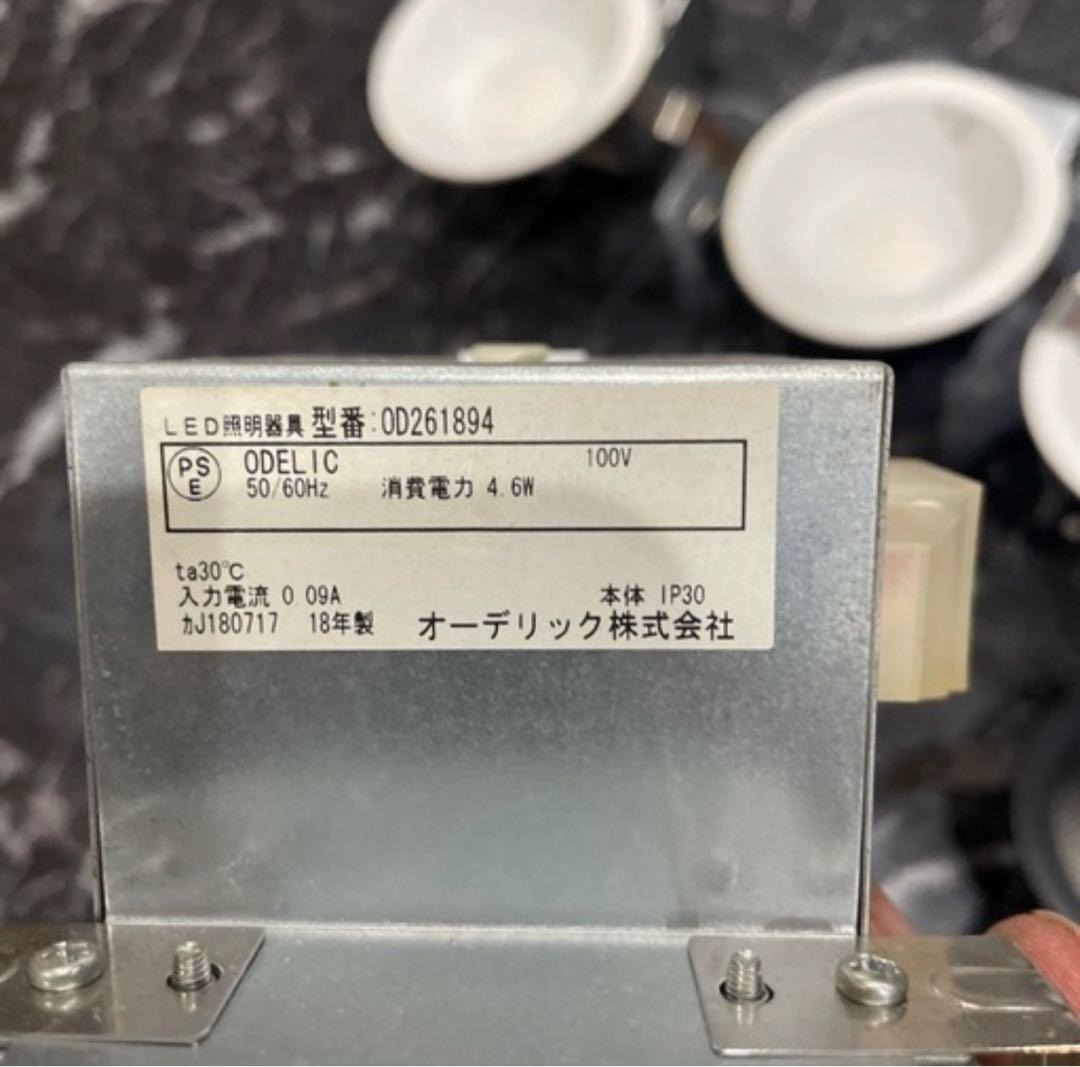 LED照明器具 型番:OD261894
PS
E
ODELIC 100V
50/60Hz 消費電力 4.6W
ta30℃
入力電流 0.09A 本体 IP30
カJ180717 18年製 オーデリック株式会社